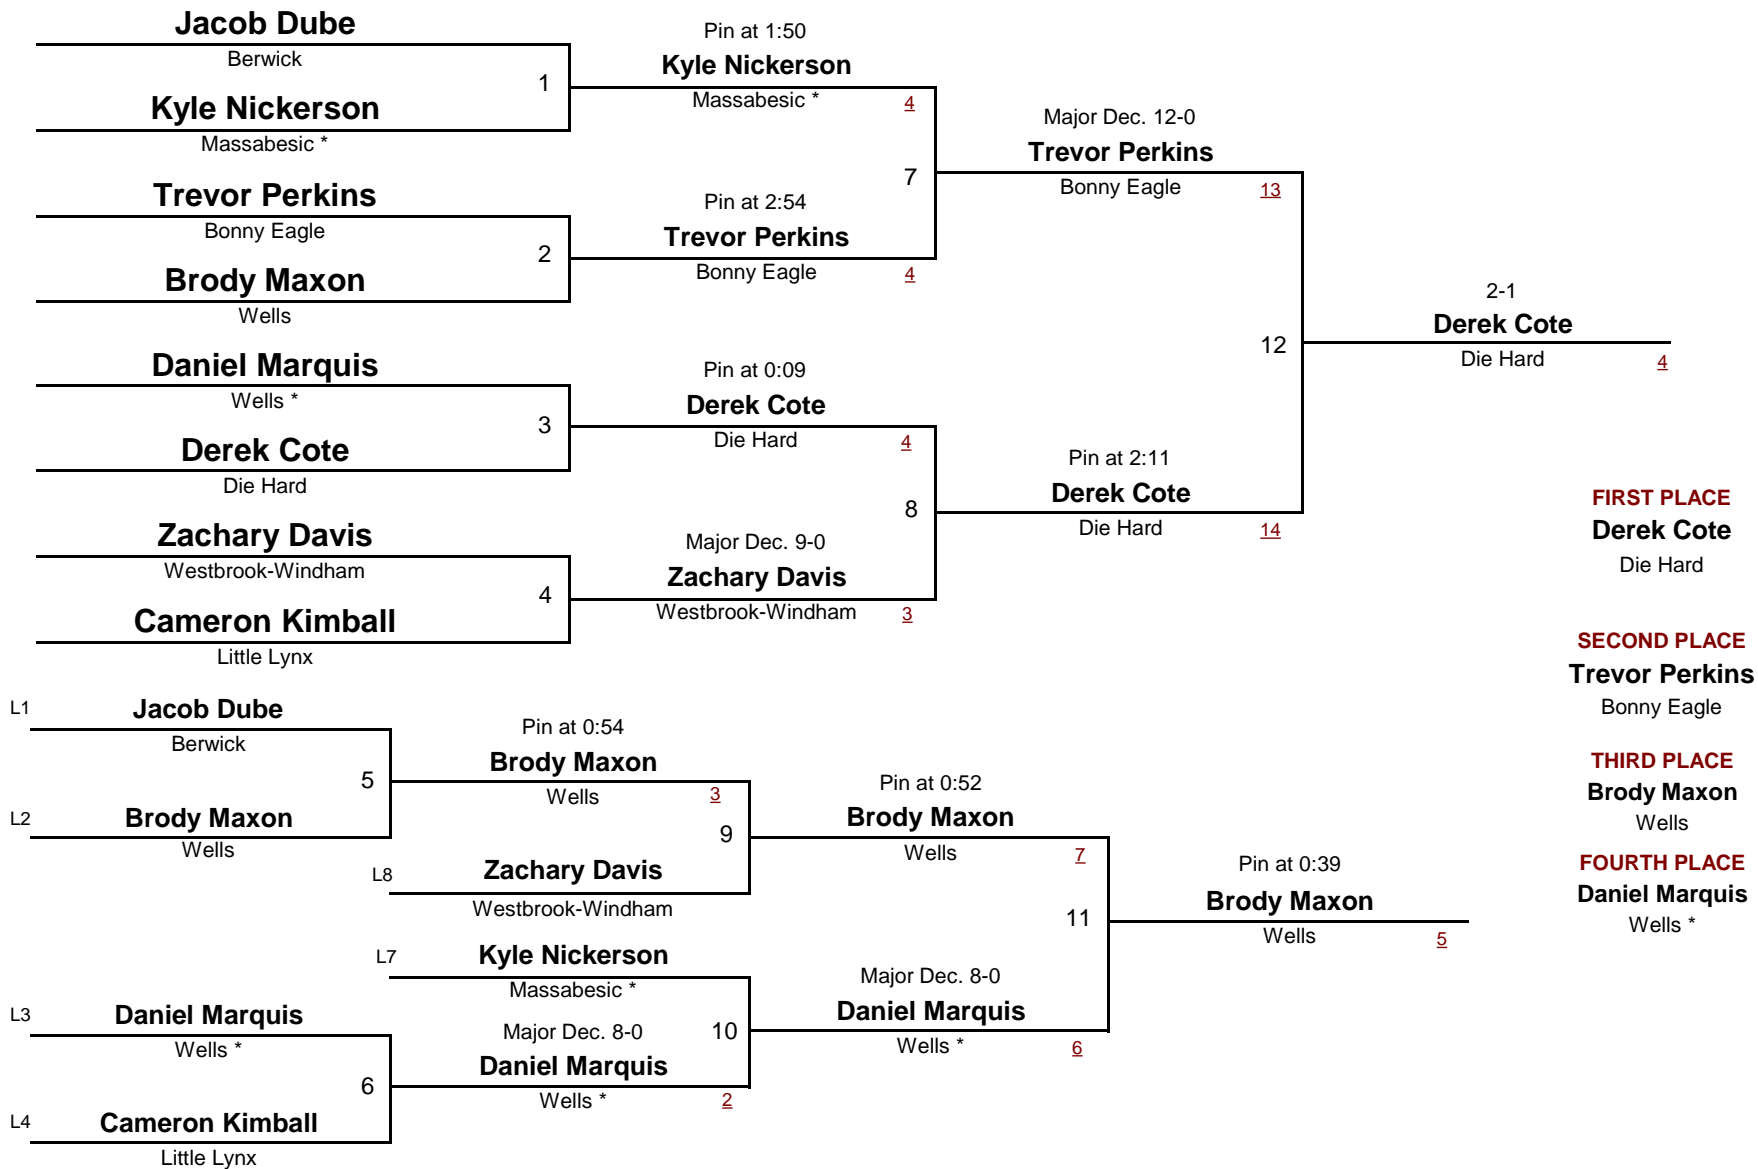 Jacob Dube
Berwick
1
Kyle Nickerson
Massabesic *
Trevor Perkins
Bonny Eagle
2
Brody Maxon
Wells
Daniel Marquis
Wells *
3
Derek Cote
Die Hard
Zachary Davis
Westbrook-Windham
4
Cameron Kimball
Little Lynx
Pin at 1:50
Kyle Nickerson
Massabesic * 4
7
Pin at 2:54
Trevor Perkins
Bonny Eagle 4
Pin at 0:09
Derek Cote
Die Hard 4
8
Major Dec. 9-0
Zachary Davis
Westbrook-Windham 3
Major Dec. 12-0
Trevor Perkins
Bonny Eagle 13
12
Pin at 2:11
Derek Cote
Die Hard 14
2-1
Derek Cote
Die Hard 4
FIRST PLACE
Derek Cote
Die Hard
SECOND PLACE
Trevor Perkins
Bonny Eagle
THIRD PLACE
Brody Maxon
Wells
FOURTH PLACE
Daniel Marquis
Wells *
L1 Jacob Dube
Berwick
5
L2 Brody Maxon
Wells
L3 Daniel Marquis
Wells *
6
L4 Cameron Kimball
Little Lynx
Pin at 0:54
Brody Maxon
Wells 3
9
L8 Zachary Davis
Westbrook-Windham
L7 Kyle Nickerson
Massabesic *
10
Major Dec. 8-0
Daniel Marquis
Wells * 2
Pin at 0:52
Brody Maxon
Wells 7
11
Major Dec. 8-0
Daniel Marquis
Wells * 6
Pin at 0:39
Brody Maxon
Wells 5